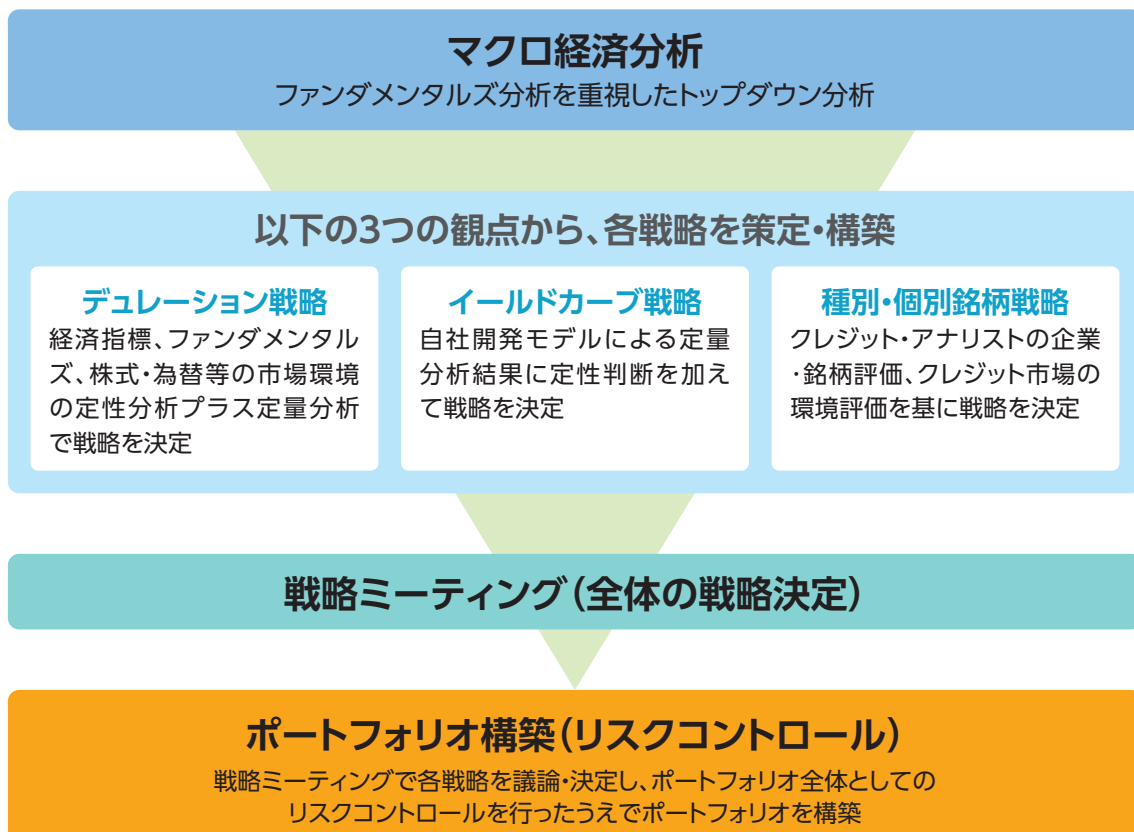 マクロ経済分析
ファンダメンタルズ分析を重視したトップダウン分析
以下の3つの観点から、各戦略を策定・構築
デュレーション戦略
経済指標、ファンダメンタル
ズ、株式・為替等の市場環境
の定性分析プラス定量分析
で戦略を決定
イールドカーブ戦略
自社開発モデルによる定量
分析結果に定性判断を加え
て戦略を決定
種別・個別銘柄戦略
クレジット・アナリストの企業
・銘柄評価、クレジット市場の
環境評価を基に戦略を決定
戦略ミーティング(全体の戦略決定)
ポートフォリオ構築(リスクコントロール)
戦略ミーティングで各戦略を議論・決定し、ポートフォリオ全体としての
リスクコントロールを行ったうえでポートフォリオを構築